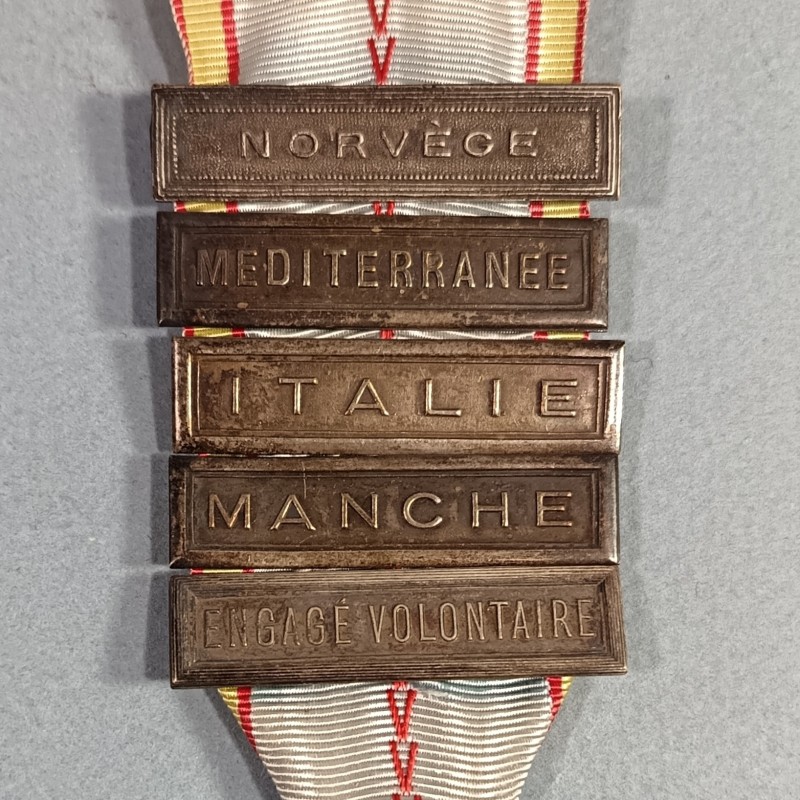 NORVÈGE
MEDITERRANEE
ITALIE
MANCHE
ENGAGÉ VOLONTAIRE